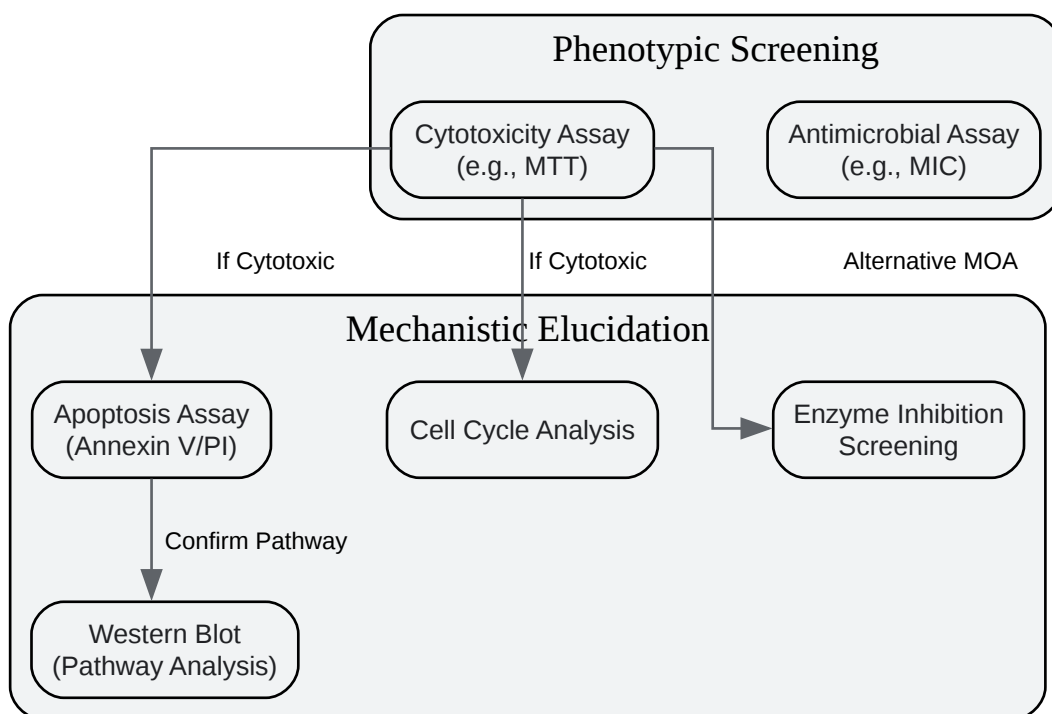 Phenotypic Screening
Cytotoxicity Assay
(e.g., MTT)
Antimicrobial Assay
(e.g., MIC)
If Cytotoxic
If Cytotoxic
Alternative MOA
Mechanistic Elucidation
Apoptosis Assay
(Annexin V/PI)
Cell Cycle Analysis
Enzyme Inhibition
Screening
Confirm Pathway
Western Blot
(Pathway Analysis)